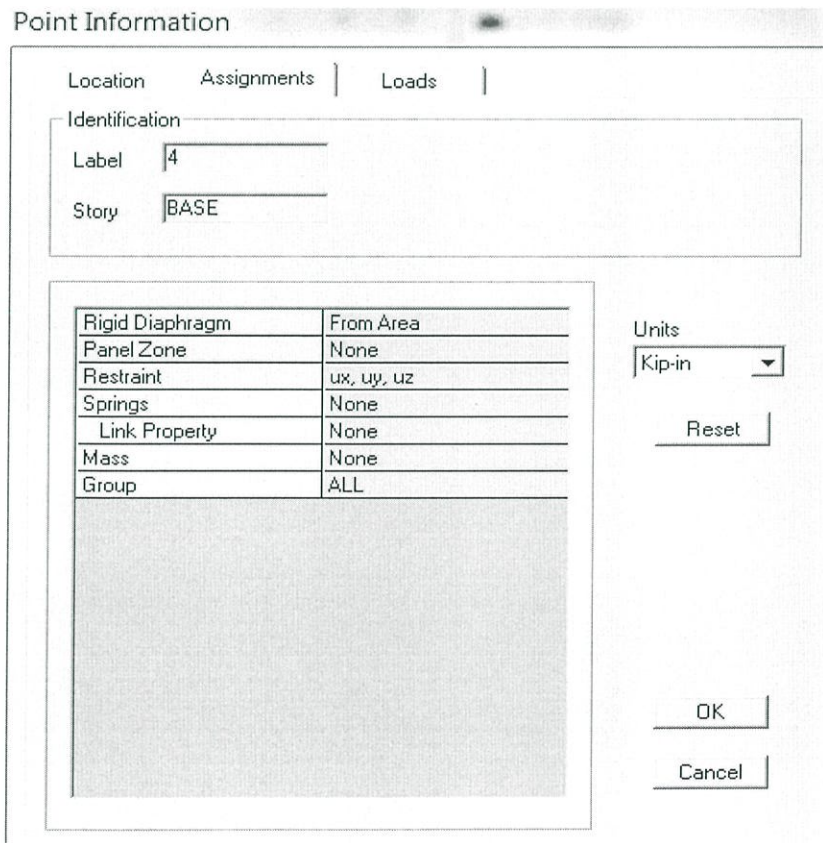 Point Information
Location Assignments Loads
Identification
Label 4
Story BASE
Rigid Diaphragm From Area
Panel Zone None
Restraint ux, uy, uz
Springs None
Link Property None
Mass None
Group ALL
Units
Kip-in
Reset
OK
Cancel